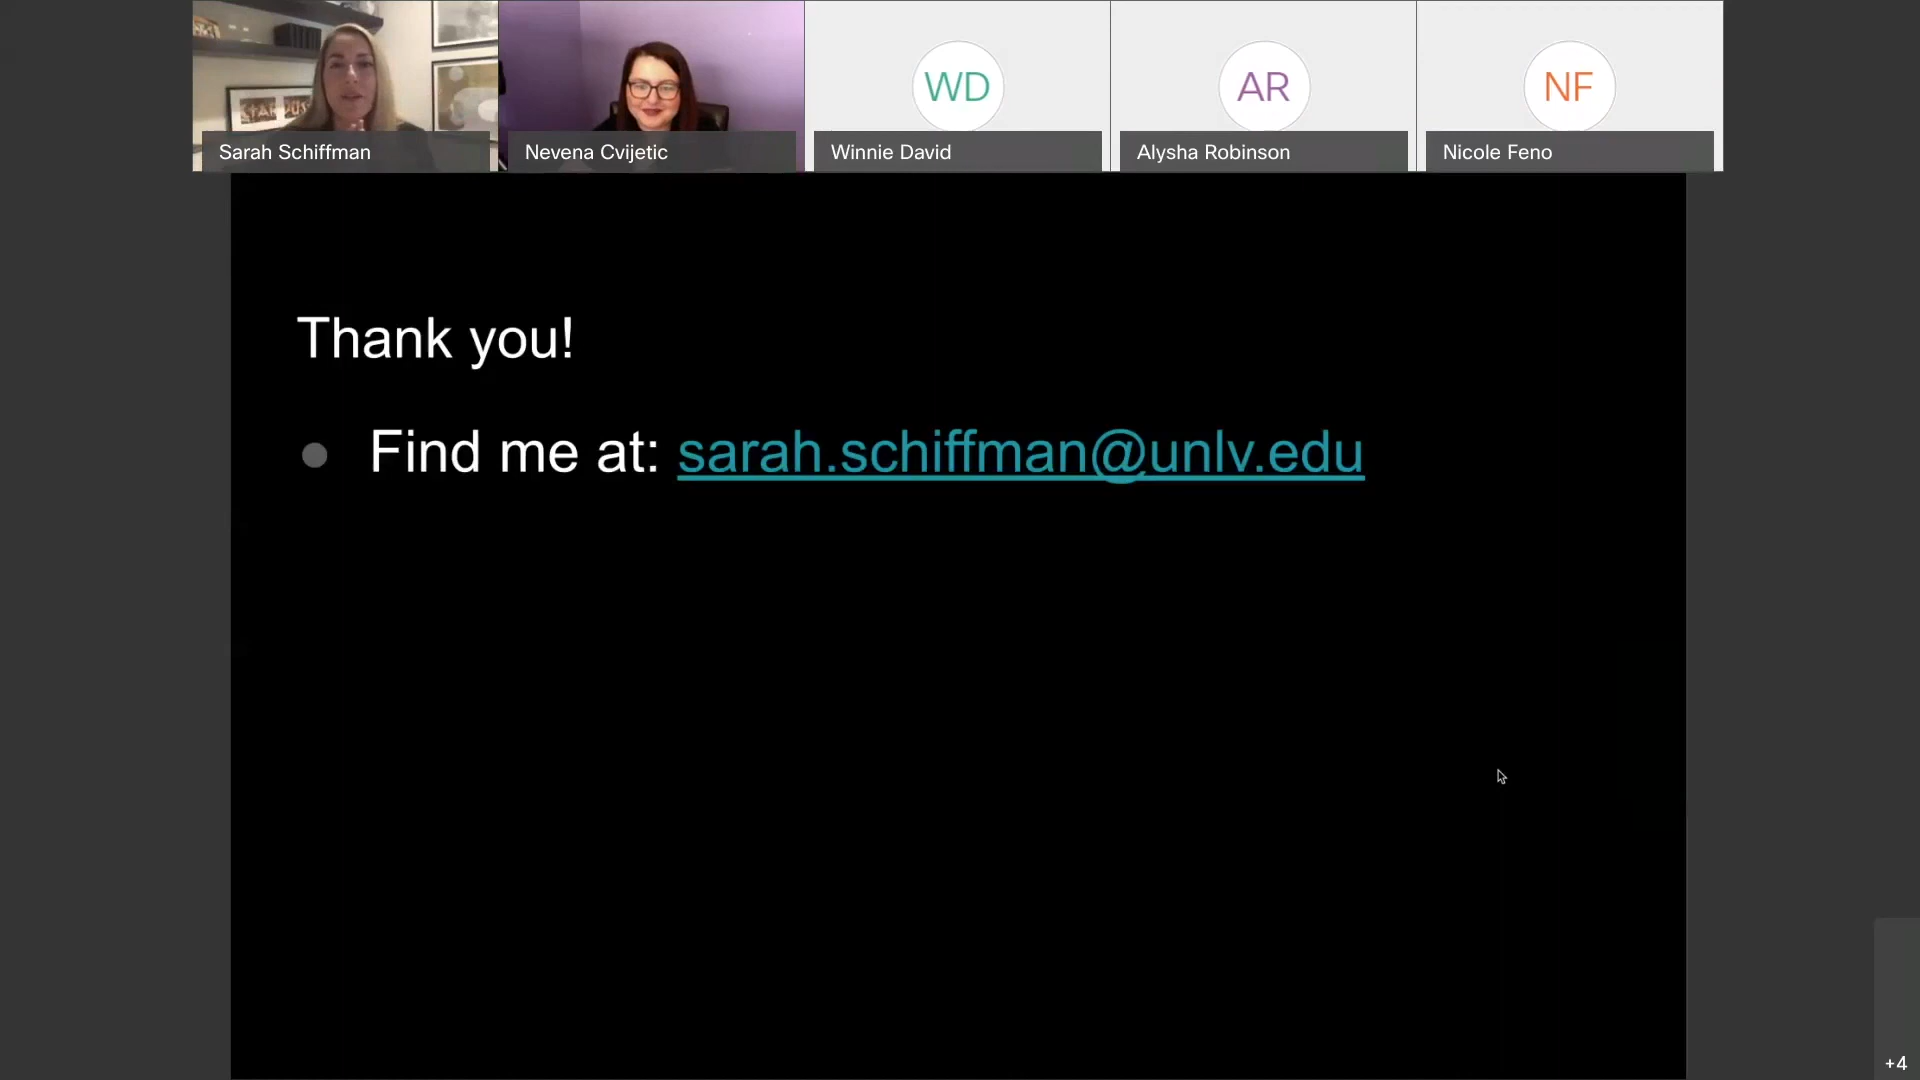 Sarah Schiffman
Nevena Cvijetic
WD
Winnie David
AR
Alysha Robinson
NF
Nicole Feno
Thank you!
Find me at: sarah.schiffman@unlv.edu
+4